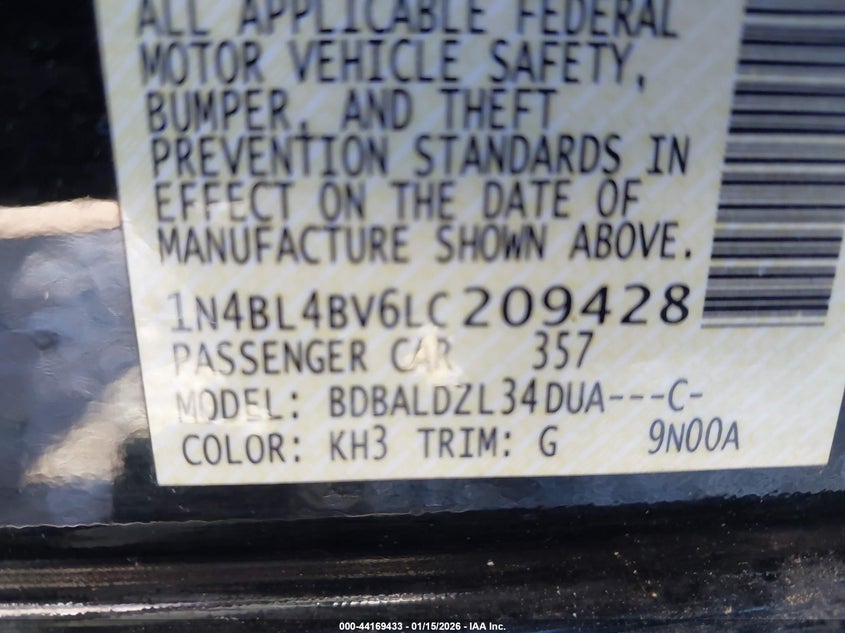 ALL APPLICABLE FEDERAL
MOTOR VEHICLE SAFETY,
BUMPER, AND THEFT
PREVENTION STANDARDS IN
EFFECT ON THE DATE OF
MANUFACTURE SHOWN ABOVE.
1N4BL4BV6LC209428
PASSENGER CAR 357
MODEL: BDBALDZL34DUA---C-
COLOR: KH3 TRIM: G 9N00A
000-44169433 - 01/15/2026 - IAA Inc.